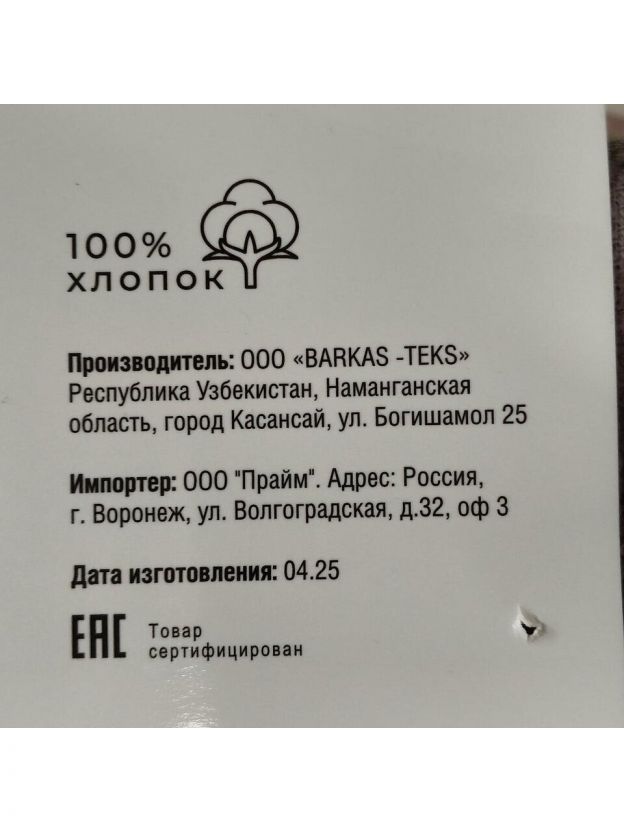 100%
ХЛОПОК
Производитель: ООО «BARKAS -TEKS»
Республика Узбекистан, Наманганская
область, город Касансай, ул. Богишамол 25
Импортер: ООО "Прайм". Адрес: Россия,
г. Воронеж, ул. Волгоградская, д.32, оф 3
Дата изготовления: 04.25
ЕАС Товар
сертифицирован